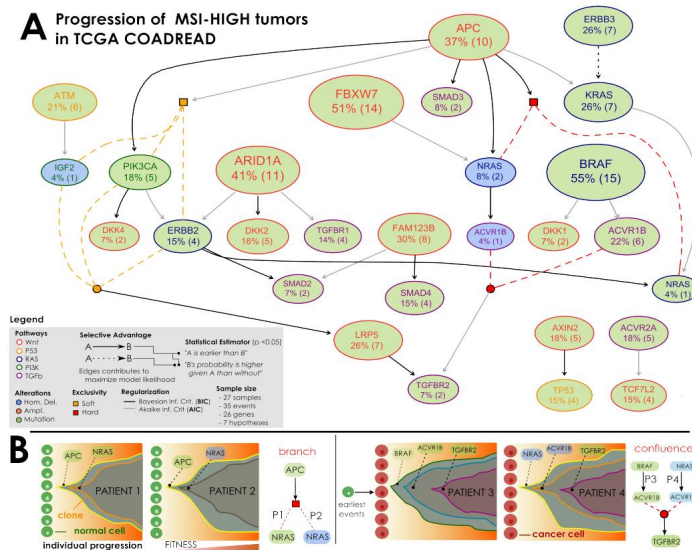 A Progression of MSI-HIGH tumors
in TCGA COADREAD
APC
37% (10)
ERBB3
26% (7)
ATM
21% (6)
FBXW7
51% (14)
SMAD3
8% (2)
KRAS
26% (7)
IGF2
4% (1)
PIK3CA
18% (5)
ARID1A
41% (11)
NRAS
8% (2)
BRAF
55% (15)
DKK4
7% (2)
ERBB2
15% (4)
DKK2
18% (5)
TGFBR1
14% (4)
FAM123B
30% (8)
ACVR1B
4% (1)
DKK1
7% (2)
ACVR1B
22% (6)
SMAD2
7% (2)
SMAD4
15% (4)
NRAS
4% (1)
LRP5
26% (7)
TGFBR2
7% (2)
AXIN2
18% (5)
ACVR2A
18% (5)
TP53
15% (4)
TCF7L2
15% (4)
Legend
Pathways
Wnt
P53
RAS
PI3K
TGFb
Alterations
Hom. Del.
Ampl.
Mutation
Selective Advantage
A B
A B
Edges contributes to
maximize model likelihood
Statistical Estimator (p <0.05)
"A is earlier than B"
"B's probability is higher
given A than without"
Exclusivity
Soft
Hard
Regularization
Bayesian Inf. Crit (BIC)
Akaike Inf. Crit (AIC)
Sample size
- 27 samples
- 35 events
- 26 genes
- 7 hypotheses
B
APC
NRAS
PATIENT 1
clone
normal cell
individual progression
APC
NRAS
PATIENT 2
FITNESS
branch
APC
P1 P2
NRAS NRAS
earliest
events
BRAF
ACVR1B
TGFBR2
PATIENT 3
NRAS
ACVR1B
TGFBR2
PATIENT 4
cancer cell
confluence
BRAF NRAS
P3 P4
ACVR1B ACVR1B
TGFBR2